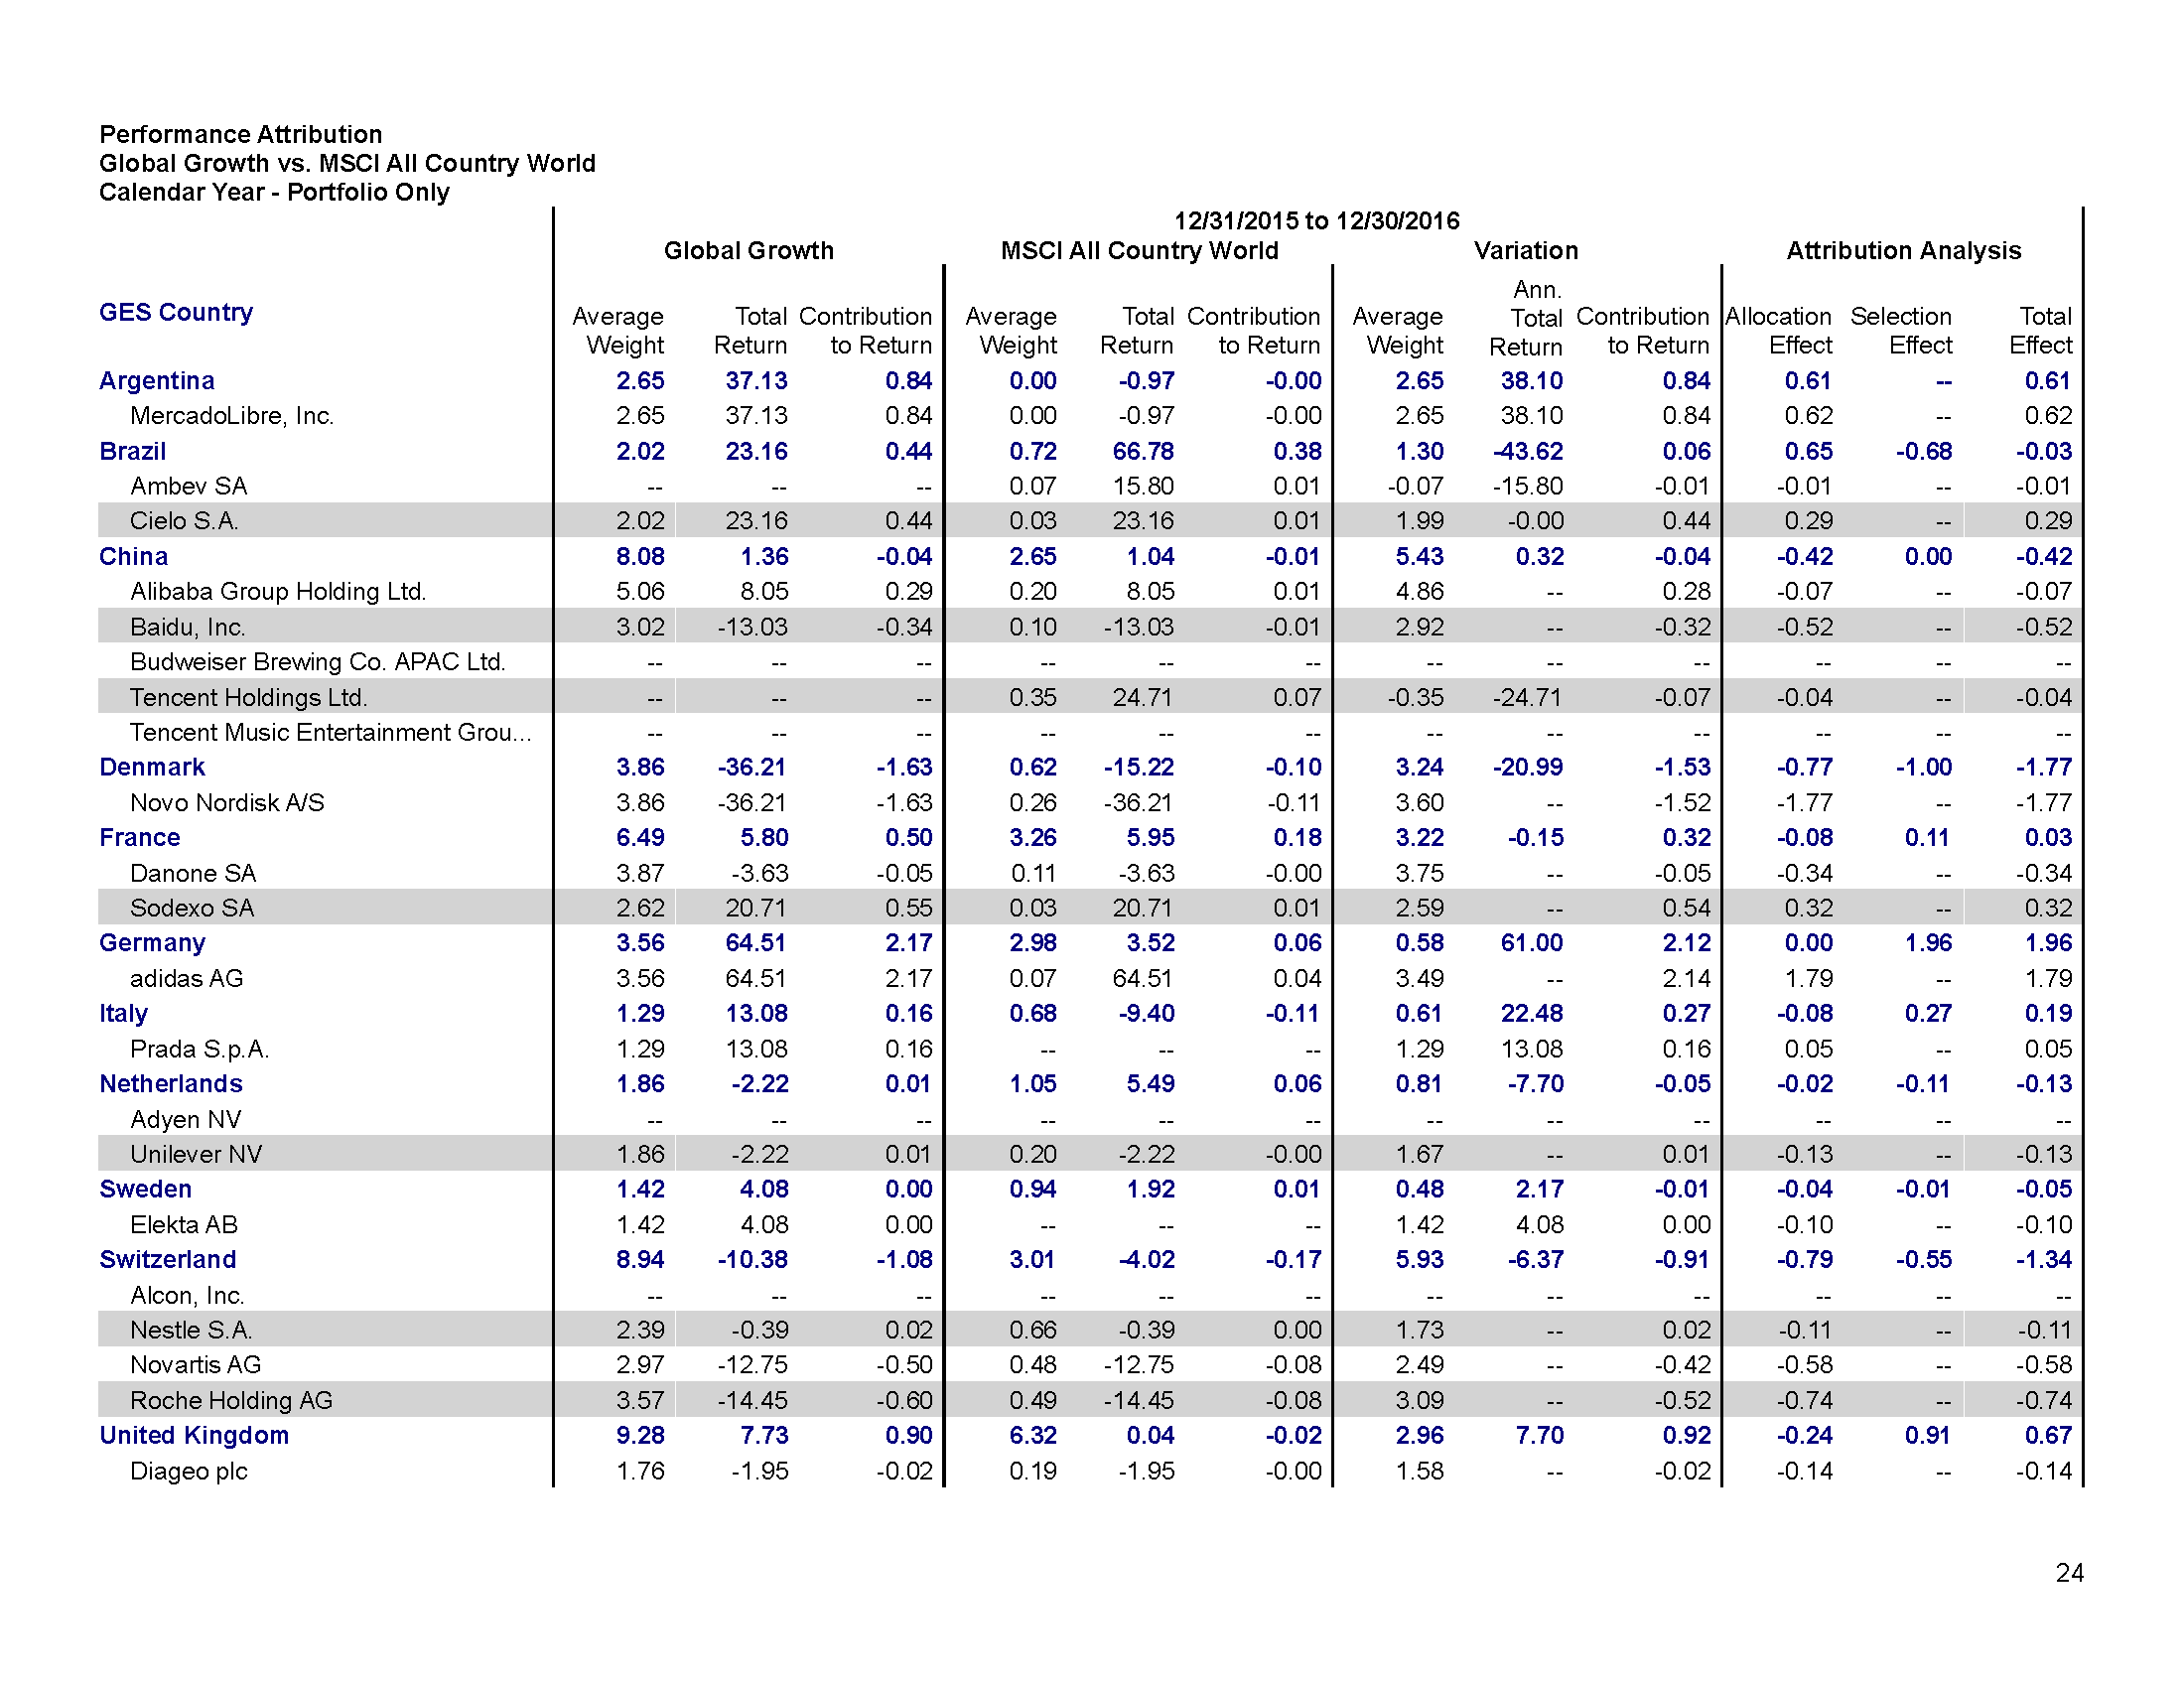 Performance Attribution
Global Growth vs. MSCI All Country World
Calendar Year - Portfolio Only
12/31/2015 to 12/30/2016
Global Growth MSCI All Country World Variation Attribution Analysis
GES Country Average Weight Total Return Contribution to Return Average Weight Total Return Contribution to Return Average Weight Ann. Total Return Contribution to Return Allocation Effect Selection Effect Total Effect
Argentina 2.65 37.13 0.84 0.00 -0.97 -0.00 2.65 38.10 0.84 0.61 -- 0.61
MercadoLibre, Inc. 2.65 37.13 0.84 0.00 -0.97 -0.00 2.65 38.10 0.84 0.62 -- 0.62
Brazil 2.02 23.16 0.44 0.72 66.78 0.38 1.30 -43.62 0.06 0.65 -0.68 -0.03
Ambev SA -- -- -- 0.07 15.80 0.01 -0.07 -15.80 -0.01 -0.01 -- -0.01
Cielo S.A. 2.02 23.16 0.44 0.03 23.16 0.01 1.99 -0.00 0.44 0.29 -- 0.29
China 8.08 1.36 -0.04 2.65 1.04 -0.01 5.43 0.32 -0.04 -0.42 0.00 -0.42
Alibaba Group Holding Ltd. 5.06 8.05 0.29 0.20 8.05 0.01 4.86 -- 0.28 -0.07 -- -0.07
Baidu, Inc. 3.02 -13.03 -0.34 0.10 -13.03 -0.01 2.92 -- -0.32 -0.52 -- -0.52
Budweiser Brewing Co. APAC Ltd. -- -- -- -- -- -- -- -- -- -- -- --
Tencent Holdings Ltd. -- -- -- 0.35 24.71 0.07 -0.35 -24.71 -0.07 -0.04 -- -0.04
Tencent Music Entertainment Grou... -- -- -- -- -- -- -- -- -- -- -- --
Denmark 3.86 -36.21 -1.63 0.62 -15.22 -0.10 3.24 -20.99 -1.53 -0.77 -1.00 -1.77
Novo Nordisk A/S 3.86 -36.21 -1.63 0.26 -36.21 -0.11 3.60 -- -1.52 -1.77 -- -1.77
France 6.49 5.80 0.50 3.26 5.95 0.18 3.22 -0.15 0.32 -0.08 0.11 0.03
Danone SA 3.87 -3.63 -0.05 0.11 -3.63 -0.00 3.75 -- -0.05 -0.34 -- -0.34
Sodexo SA 2.62 20.71 0.55 0.03 20.71 0.01 2.59 -- 0.54 0.32 -- 0.32
Germany 3.56 64.51 2.17 2.98 3.52 0.06 0.58 61.00 2.12 0.00 1.96 1.96
adidas AG 3.56 64.51 2.17 0.07 64.51 0.04 3.49 -- 2.14 1.79 -- 1.79
Italy 1.29 13.08 0.16 0.68 -9.40 -0.11 0.61 22.48 0.27 -0.08 0.27 0.19
Prada S.p.A. 1.29 13.08 0.16 -- -- -- 1.29 13.08 0.16 0.05 -- 0.05
Netherlands 1.86 -2.22 0.01 1.05 5.49 0.06 0.81 -7.70 -0.05 -0.02 -0.11 -0.13
Adyen NV -- -- -- -- -- -- -- -- -- -- -- --
Unilever NV 1.86 -2.22 0.01 0.20 -2.22 -0.00 1.67 -- 0.01 -0.13 -- -0.13
Sweden 1.42 4.08 0.00 0.94 1.92 0.01 0.48 2.17 -0.01 -0.04 -0.01 -0.05
Elekta AB 1.42 4.08 0.00 -- -- -- 1.42 4.08 0.00 -0.10 -- -0.10
Switzerland 8.94 -10.38 -1.08 3.01 -4.02 -0.17 5.93 -6.37 -0.91 -0.79 -0.55 -1.34
Alcon, Inc. -- -- -- -- -- -- -- -- -- -- -- --
Nestle S.A. 2.39 -0.39 0.02 0.66 -0.39 0.00 1.73 -- 0.02 -0.11 -- -0.11
Novartis AG 2.97 -12.75 -0.50 0.48 -12.75 -0.08 2.49 -- -0.42 -0.58 -- -0.58
Roche Holding AG 3.57 -14.45 -0.60 0.49 -14.45 -0.08 3.09 -- -0.52 -0.74 -- -0.74
United Kingdom 9.28 7.73 0.90 6.32 0.04 -0.02 2.96 7.70 0.92 -0.24 0.91 0.67
Diageo plc 1.76 -1.95 -0.02 0.19 -1.95 -0.00 1.58 -- -0.02 -0.14 -- -0.14
24